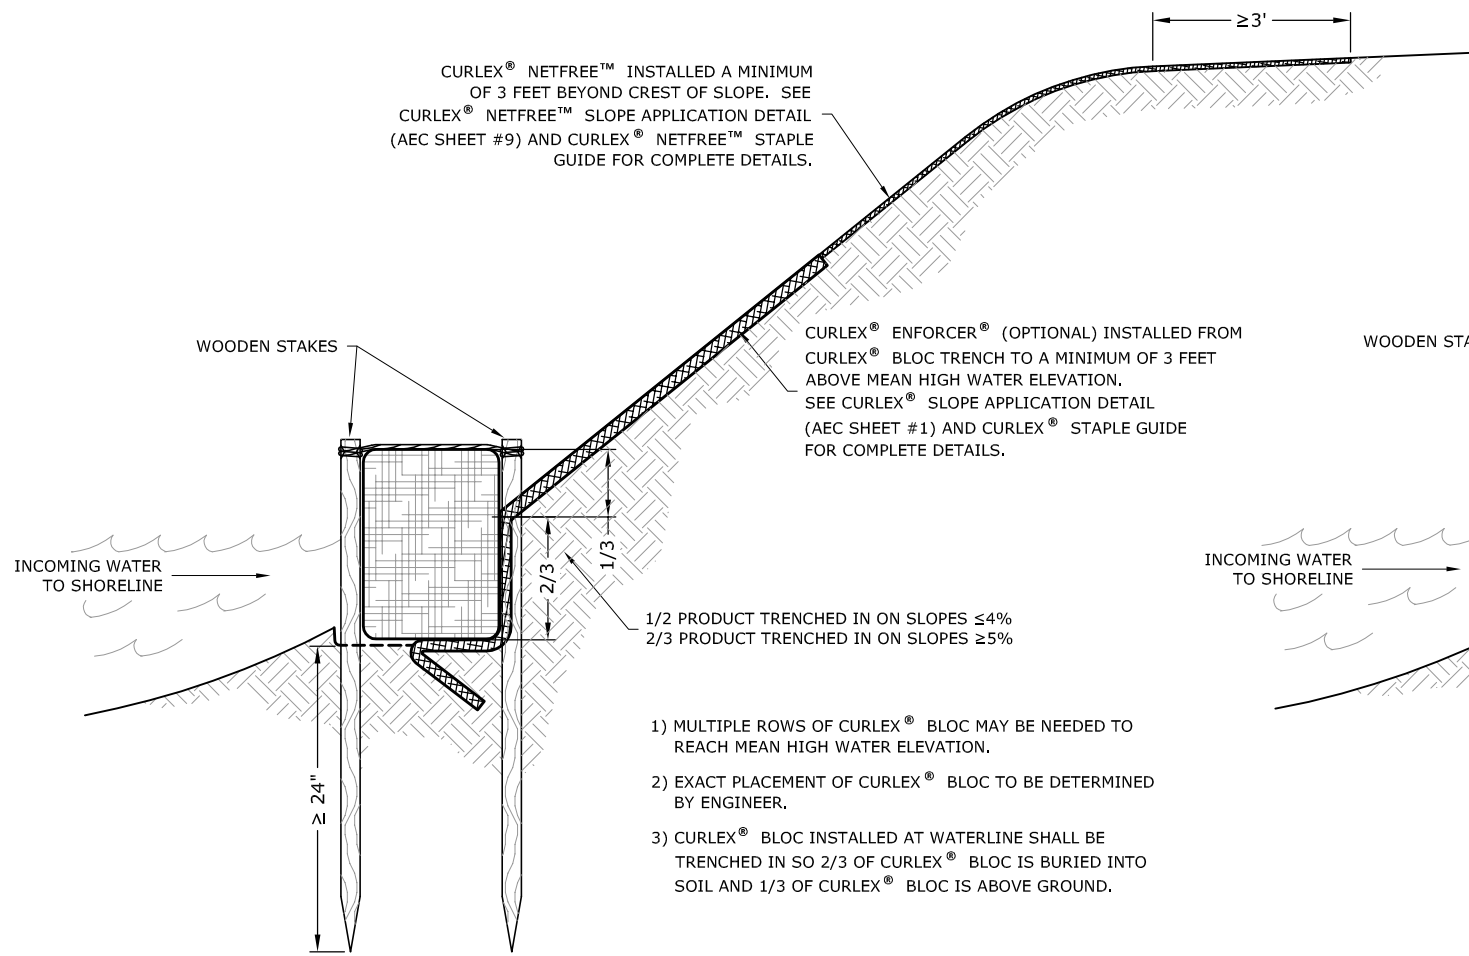 ≥3'
CURLEX® NETFREE™ INSTALLED A MINIMUM
OF 3 FEET BEYOND CREST OF SLOPE. SEE
CURLEX® NETFREE™ SLOPE APPLICATION DETAIL
(AEC SHEET #9) AND CURLEX® NETFREE™ STAPLE
GUIDE FOR COMPLETE DETAILS.
WOODEN STAKES
CURLEX® ENFORCER® (OPTIONAL) INSTALLED FROM
CURLEX® BLOC TRENCH TO A MINIMUM OF 3 FEET
ABOVE MEAN HIGH WATER ELEVATION.
SEE CURLEX® SLOPE APPLICATION DETAIL
(AEC SHEET #1) AND CURLEX® STAPLE GUIDE
FOR COMPLETE DETAILS.
WOODEN STA
1/3
2/3
INCOMING WATER
TO SHORELINE
INCOMING WATER
TO SHORELINE
1/2 PRODUCT TRENCHED IN ON SLOPES ≤4%
2/3 PRODUCT TRENCHED IN ON SLOPES ≥5%
≥ 24"
1) MULTIPLE ROWS OF CURLEX® BLOC MAY BE NEEDED TO
REACH MEAN HIGH WATER ELEVATION.
2) EXACT PLACEMENT OF CURLEX® BLOC TO BE DETERMINED
BY ENGINEER.
3) CURLEX® BLOC INSTALLED AT WATERLINE SHALL BE
TRENCHED IN SO 2/3 OF CURLEX® BLOC IS BURIED INTO
SOIL AND 1/3 OF CURLEX® BLOC IS ABOVE GROUND.